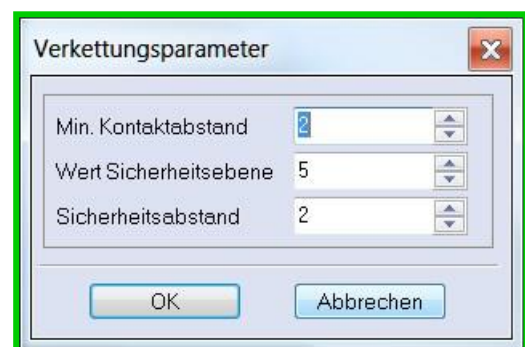 Verkettungsparameter
Min. Kontaktabstand 2
Wert Sicherheitsebene 5
Sicherheitsabstand 2
OK Abbrechen